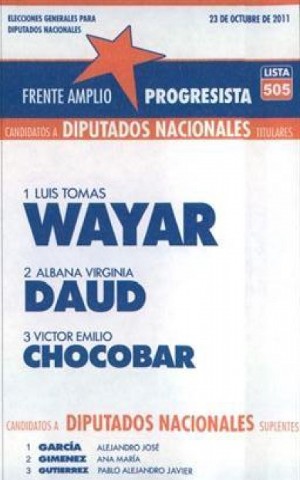 ELECCIONES GENERALES PARA
DIPUTADOS NACIONALES
23 DE OCTUBRE DE 2011
FRENTE AMPLIO PROGRESISTA
LISTA
505
CANDIDATOS A DIPUTADOS NACIONALES TITULARES
1 LUIS TOMAS
WAYAR
2 ALBANA VIRGINIA
DAUD
3 VICTOR EMILIO
CHOCOBAR
CANDIDATOS A DIPUTADOS NACIONALES SUPLENTES
1 GARCÍA ALEJANDRO JOSÉ
2 GIMENEZ ANA MARÍA
3 GUTIERREZ PABLO ALEJANDRO JAVIER